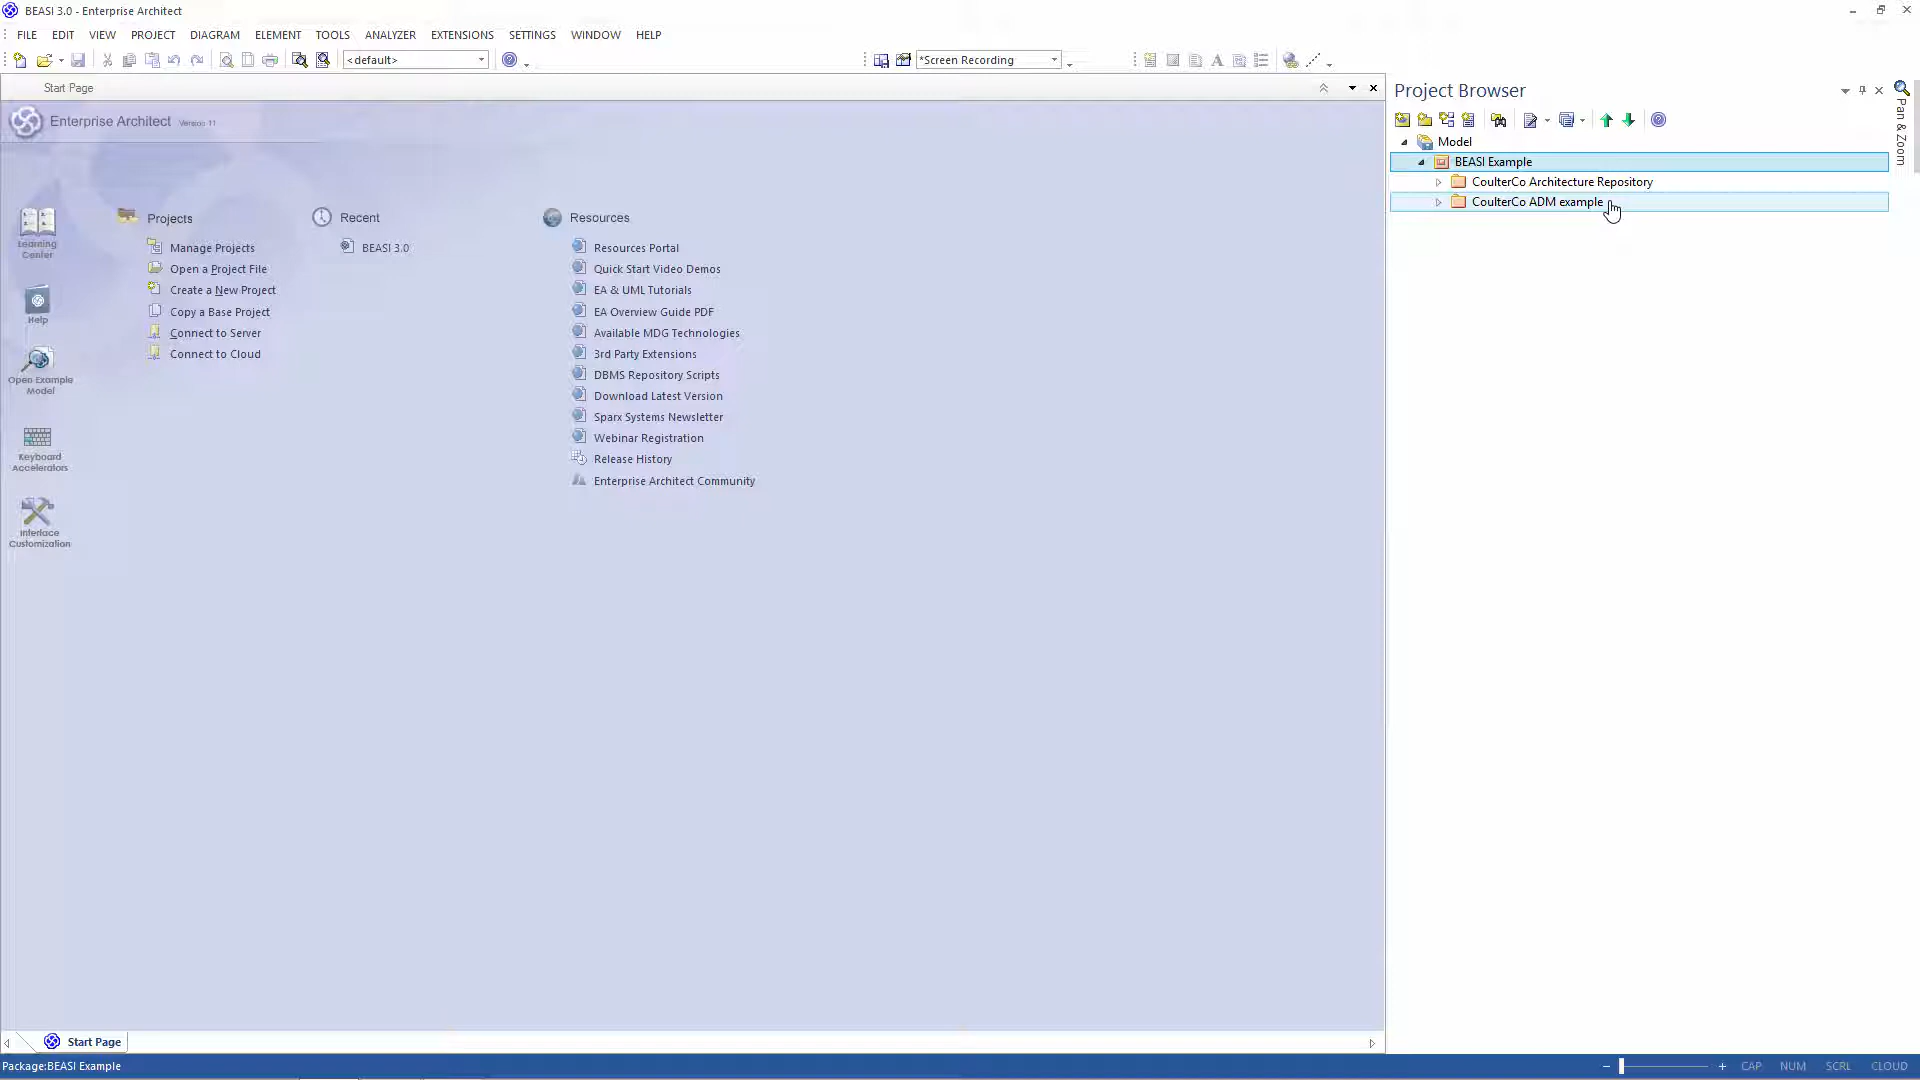 BEASI 3.0 - Enterprise Architect
FILE EDIT VIEW PROJECT DIAGRAM ELEMENT TOOLS ANALYZER EXTENSIONS SETTINGS WINDOW HELP
<default>
*Screen Recording
Start Page
Enterprise Architect Version 11
Learning
Center
Help
Open Example
Model
Keyboard
Accelerators
Interface
Customization
Projects
Manage Projects
Open a Project File
Create a New Project
Copy a Base Project
Connect to Server
Connect to Cloud
Recent
BEASI 3.0
Resources
Resources Portal
Quick Start Video Demos
EA & UML Tutorials
EA Overview Guide PDF
Available MDG Technologies
3rd Party Extensions
DBMS Repository Scripts
Download Latest Version
Sparx Systems Newsletter
Webinar Registration
Release History
Enterprise Architect Community
Project Browser
Model
BEASI Example
CoulterCo Architecture Repository
CoulterCo ADM example
Pan & Zoom
Start Page
Package:BEASI Example
CAP NUM SCRL CLOUD